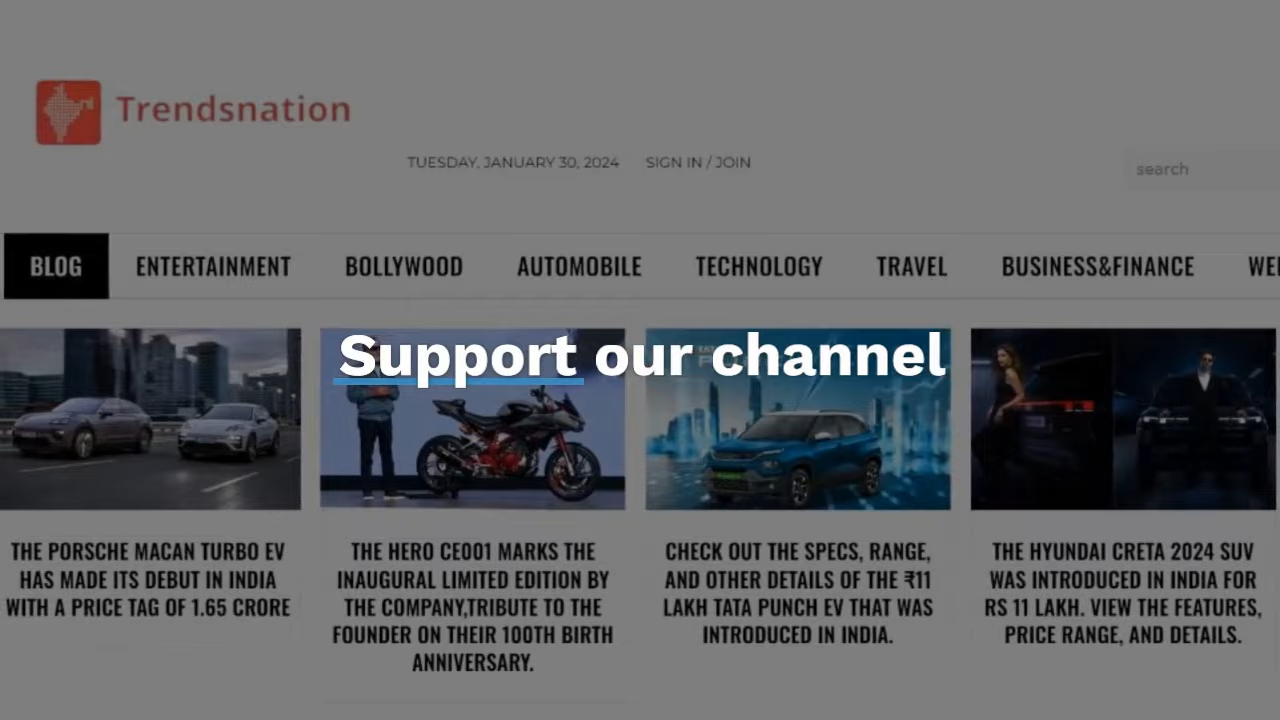 Trendsnation
TUESDAY, JANUARY 30, 2024 SIGN IN / JOIN
search
BLOG ENTERTAINMENT BOLLYWOOD AUTOMOBILE TECHNOLOGY TRAVEL BUSINESS&FINANCE
Support our channel
THE PORSCHE MACAN TURBO EV
HAS MADE ITS DEBUT IN INDIA
WITH A PRICE TAG OF 1.65 CRORE
THE HERO CE001 MARKS THE
INAUGURAL LIMITED EDITION BY
THE COMPANY,TRIBUTE TO THE
FOUNDER ON THEIR 100TH BIRTH
ANNIVERSARY.
CHECK OUT THE SPECS, RANGE,
AND OTHER DETAILS OF THE ₹11
LAKH TATA PUNCH EV THAT WAS
INTRODUCED IN INDIA.
THE HYUNDAI CRETA 2024 SUV
WAS INTRODUCED IN INDIA FOR
RS 11 LAKH. VIEW THE FEATURES,
PRICE RANGE, AND DETAILS.